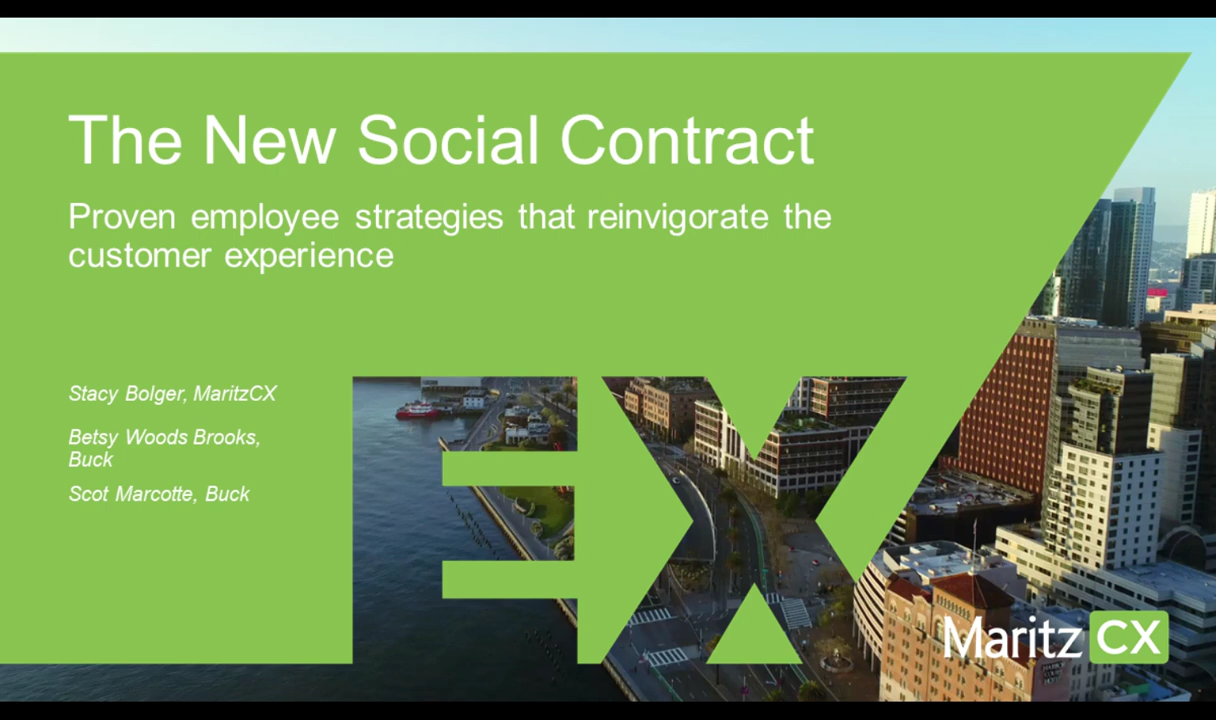 The New Social Contract
Proven employee strategies that reinvigorate the
customer experience
Stacy Bolger, MaritzCX
Betsy Woods Brooks,
Buck
Scot Marcotte, Buck
EX
Maritz CX